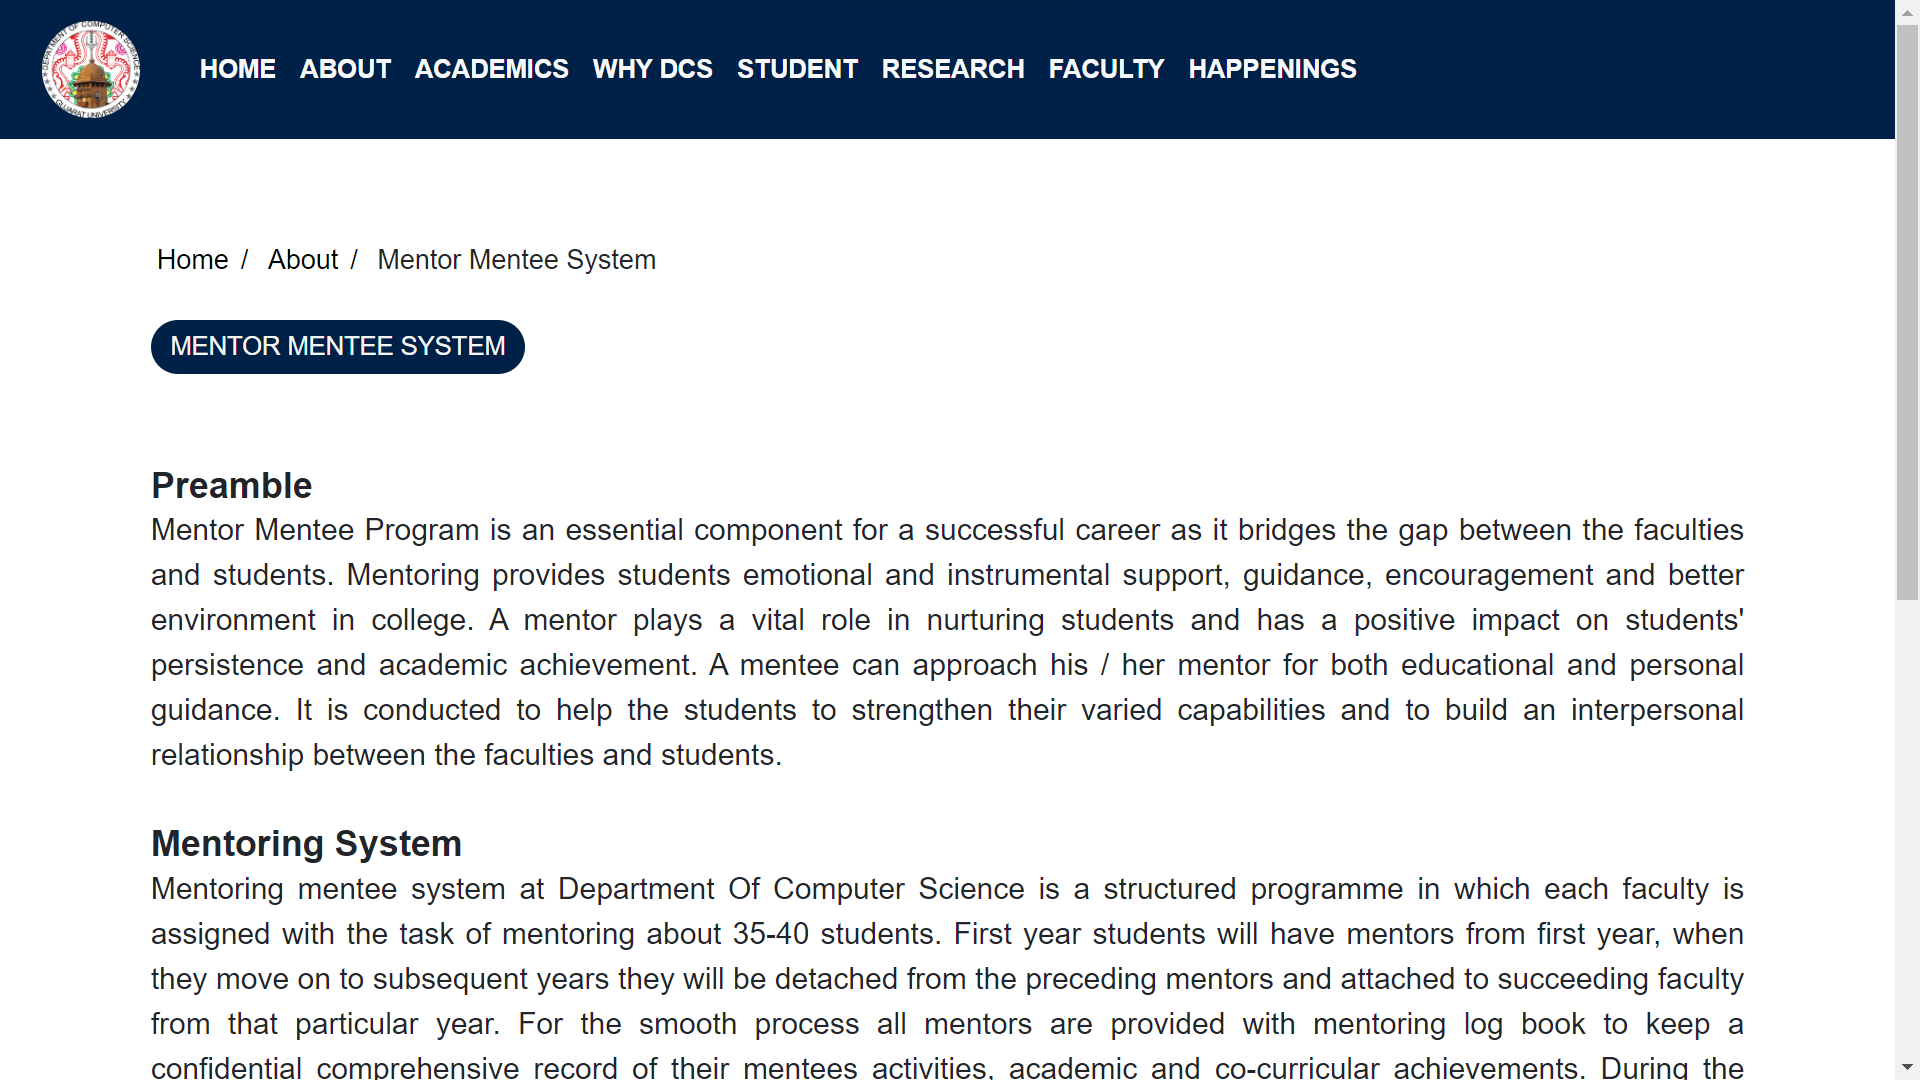 DEPATMENT OF COMPUTER SCIENCE
GUJARAT UNIVERSITY
HOME ABOUT ACADEMICS WHY DCS STUDENT RESEARCH FACULTY HAPPENINGS
Home / About / Mentor Mentee System
MENTOR MENTEE SYSTEM
Preamble
Mentor Mentee Program is an essential component for a successful career as it bridges the gap between the faculties
and students. Mentoring provides students emotional and instrumental support, guidance, encouragement and better
environment in college. A mentor plays a vital role in nurturing students and has a positive impact on students'
persistence and academic achievement. A mentee can approach his / her mentor for both educational and personal
guidance. It is conducted to help the students to strengthen their varied capabilities and to build an interpersonal
relationship between the faculties and students.
Mentoring System
Mentoring mentee system at Department Of Computer Science is a structured programme in which each faculty is
assigned with the task of mentoring about 35-40 students. First year students will have mentors from first year, when
they move on to subsequent years they will be detached from the preceding mentors and attached to succeeding faculty
from that particular year. For the smooth process all mentors are provided with mentoring log book to keep a
confidential comprehensive record of their mentees activities, academic and co-curricular achievements. During the